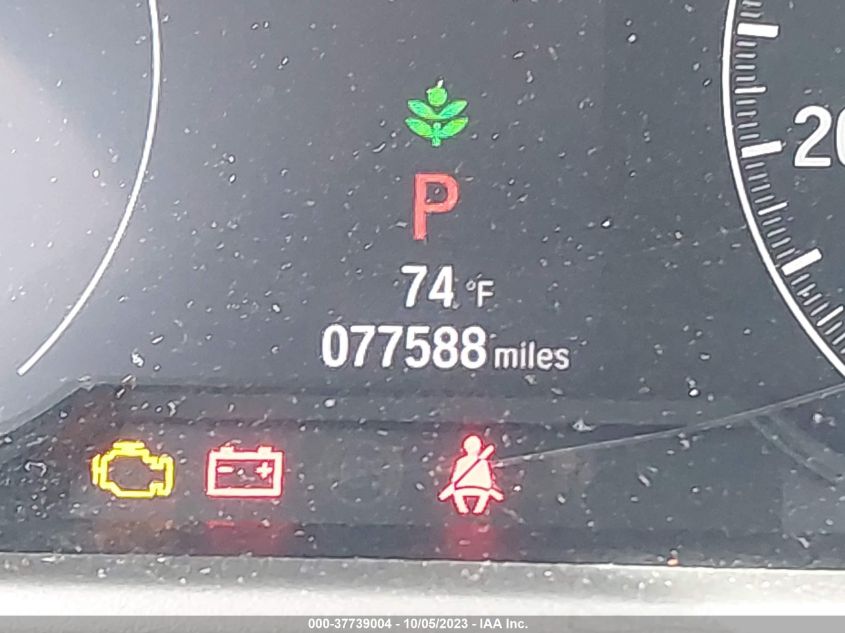 P
74 °F
077588 miles
000-37739004 - 10/05/2023 - IAA Inc.